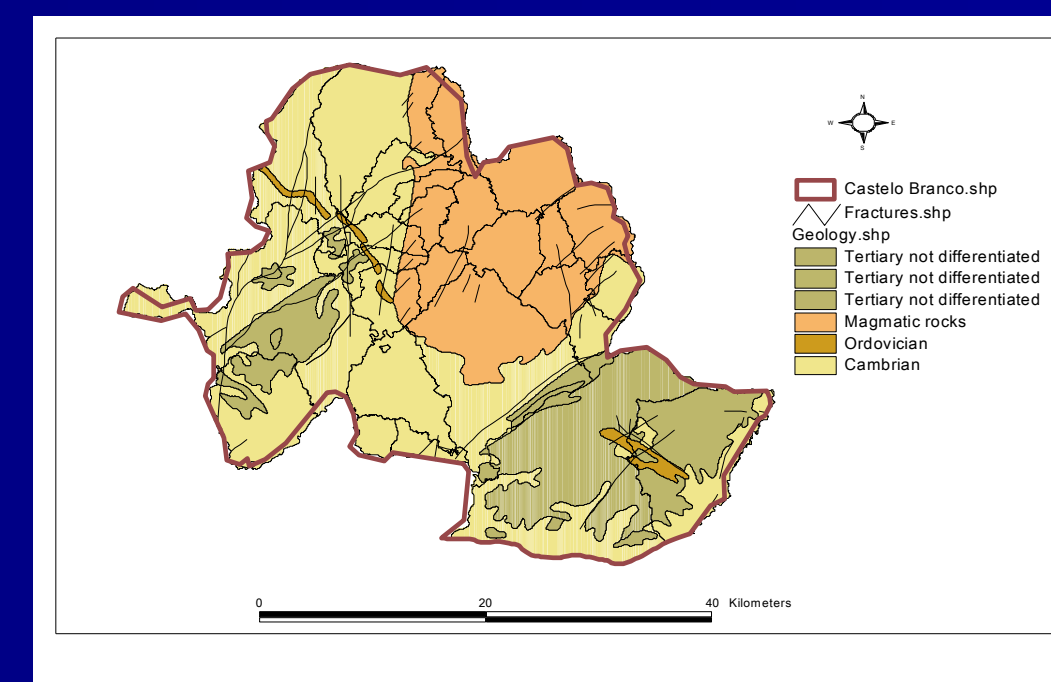 N
W E
S
Castelo Branco.shp
Fractures.shp
Geology.shp
Tertiary not differentiated
Tertiary not differentiated
Tertiary not differentiated
Magmatic rocks
Ordovician
Cambrian
0 20 40 Kilometers